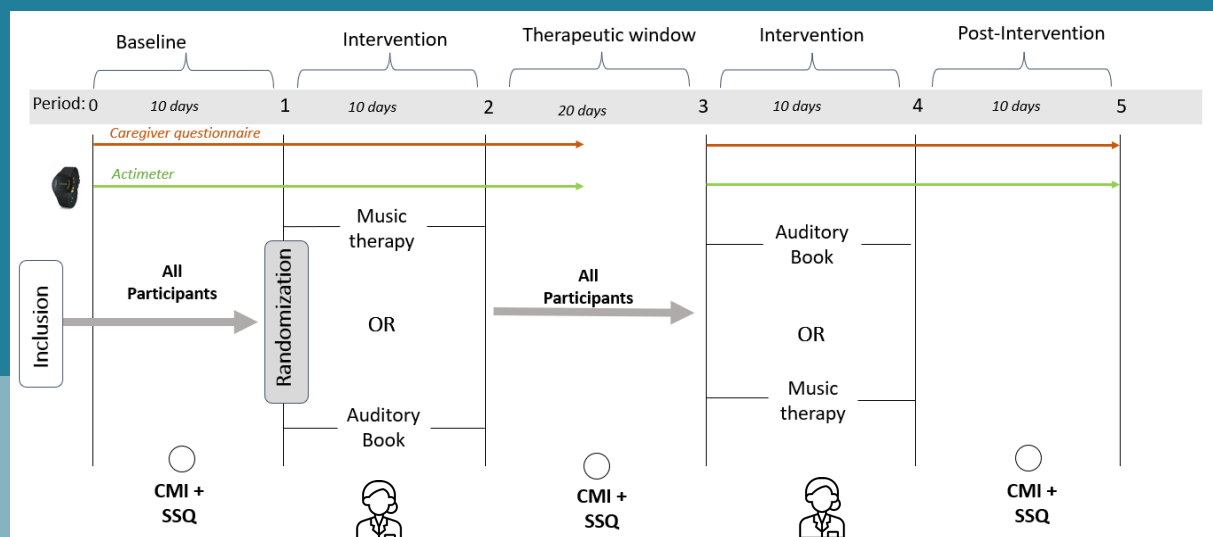 Baseline
Intervention
Therapeutic window
Intervention
Post-Intervention
Period: 0 10 days 1 10 days 2 20 days 3 10 days 4 10 days 5
Caregiver questionnaire
Actimeter
Inclusion
All
Participants
Randomization
Music
therapy
OR
Auditory
Book
All
Participants
Auditory
Book
OR
Music
therapy
CMI +
SSQ
CMI +
SSQ
CMI +
SSQ